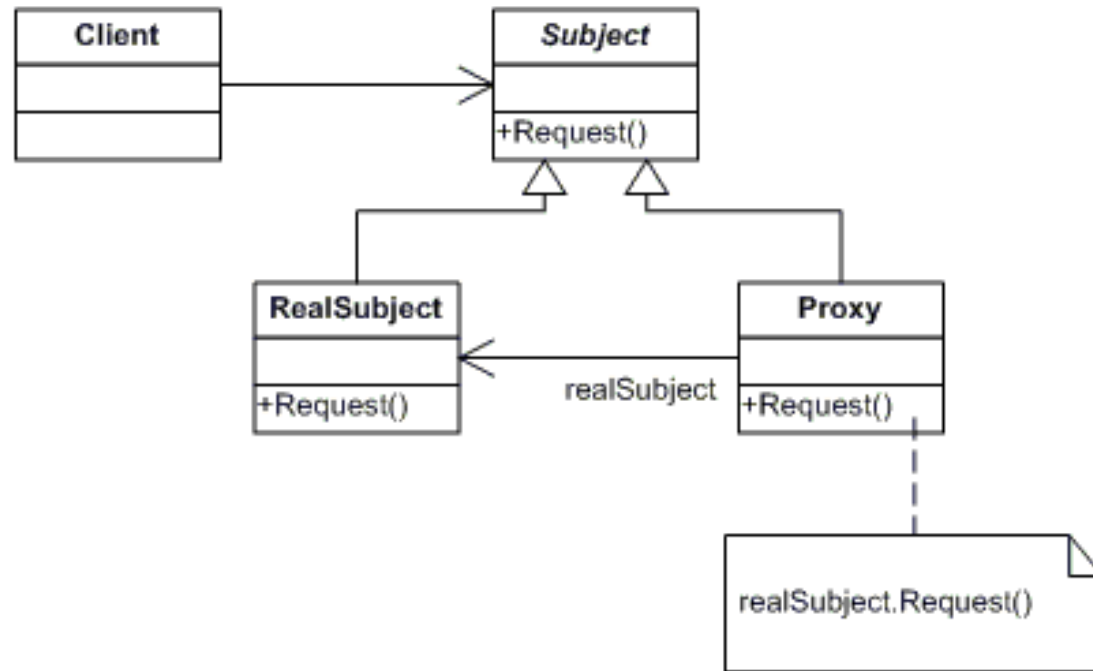 Client
Subject
+Request()
RealSubject
Proxy
realSubject
+Request()
+Request()
realSubject.Request()